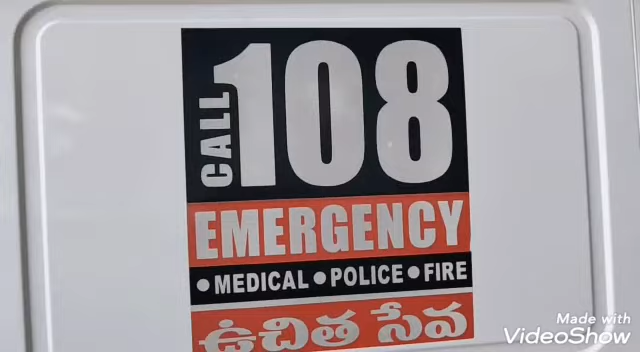 CALL 108
EMERGENCY
• MEDICAL • POLICE • FIRE
ఉచిత సేవ
Made with
VideoShow